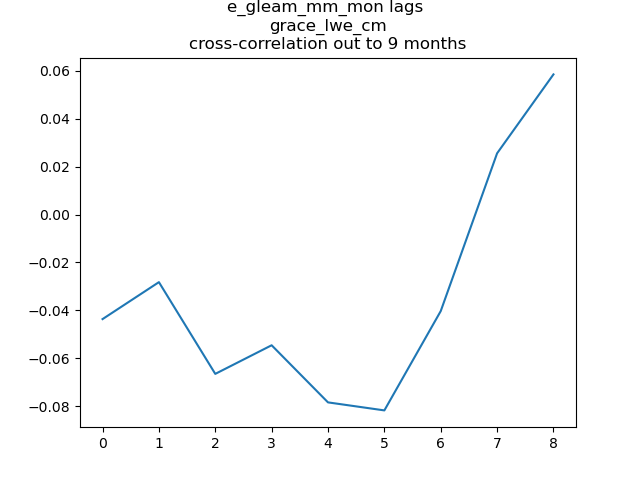 e_gleam_mm_mon lags
grace_lwe_cm
cross-correlation out to 9 months
0.06
0.04
0.02
0.00
−0.02
−0.04
−0.06
−0.08
0 1 2 3 4 5 6 7 8